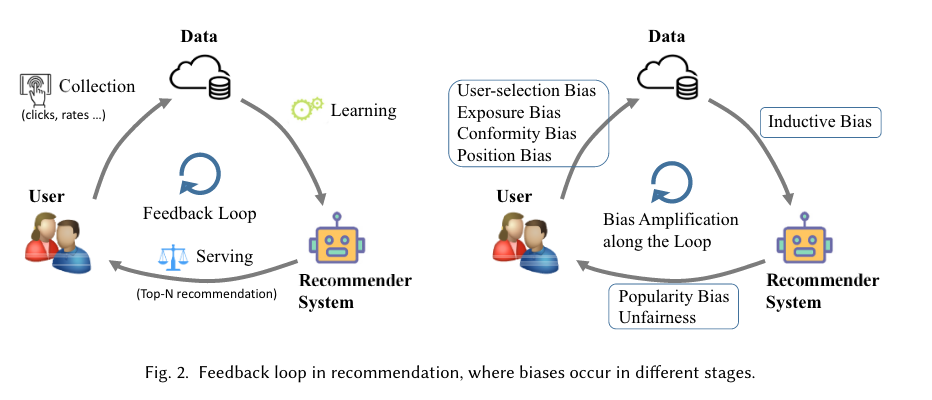 Data
Collection
(clicks, rates ...)
Learning
User
Feedback Loop
Serving
(Top-N recommendation)
Recommender
System
Data
User-selection Bias
Exposure Bias
Conformity Bias
Position Bias
Inductive Bias
User
Bias Amplification
along the Loop
Popularity Bias
Unfairness
Recommender
System
Fig. 2. Feedback loop in recommendation, where biases occur in different stages.